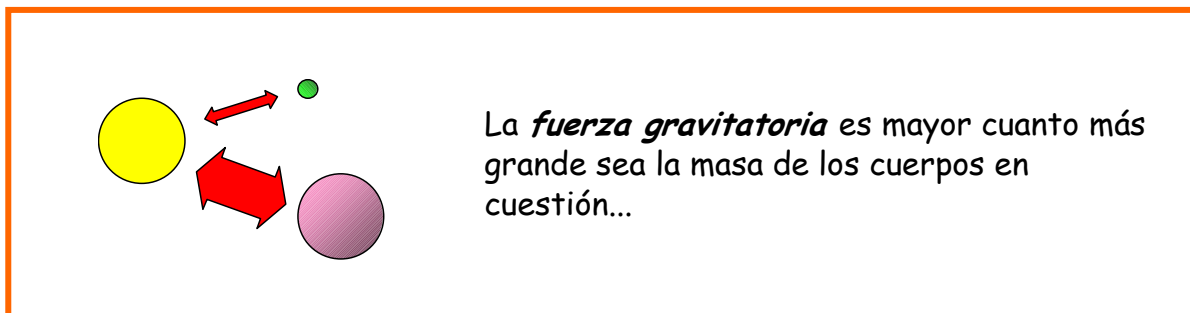 La fuerza gravitatoria es mayor cuanto más
grande sea la masa de los cuerpos en
cuestión...